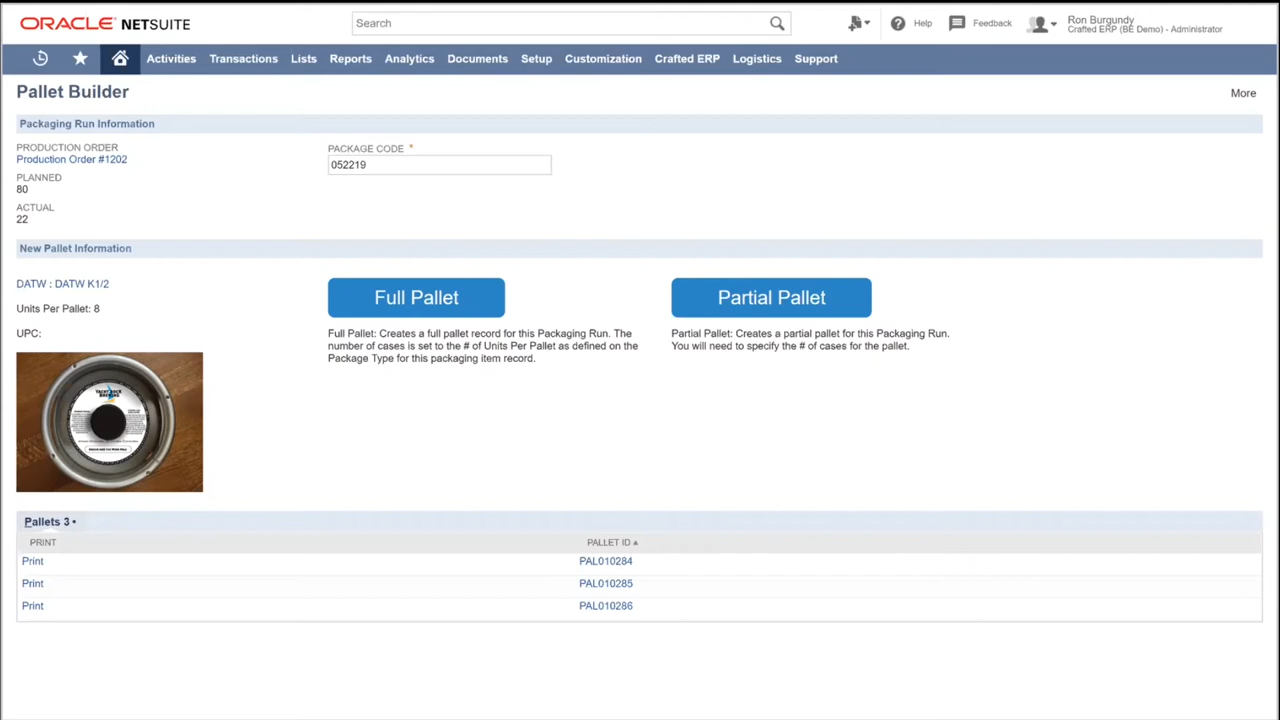 ORACLE NETSUITE
Search
Help
Feedback
Ron Burgundy
Crafted ERP (BE Demo) - Administrator
Activities Transactions Lists Reports Analytics Documents Setup Customization Crafted ERP Logistics Support
Pallet Builder
More
Packaging Run Information
PRODUCTION ORDER
Production Order #1202
PACKAGE CODE *
052219
PLANNED
80
ACTUAL
22
New Pallet Information
DATW : DATW K1/2
Units Per Pallet: 8
UPC:
Full Pallet
Full Pallet: Creates a full pallet record for this Packaging Run. The
number of cases is set to the # of Units Per Pallet as defined on the
Package Type for this packaging item record.
Partial Pallet
Partial Pallet: Creates a partial pallet for this Packaging Run.
You will need to specify the # of cases for the pallet.
YACHT ROCK
BREWING
Pallets 3 •
PRINT PALLET ID ▲
Print PAL010284
Print PAL010285
Print PAL010286